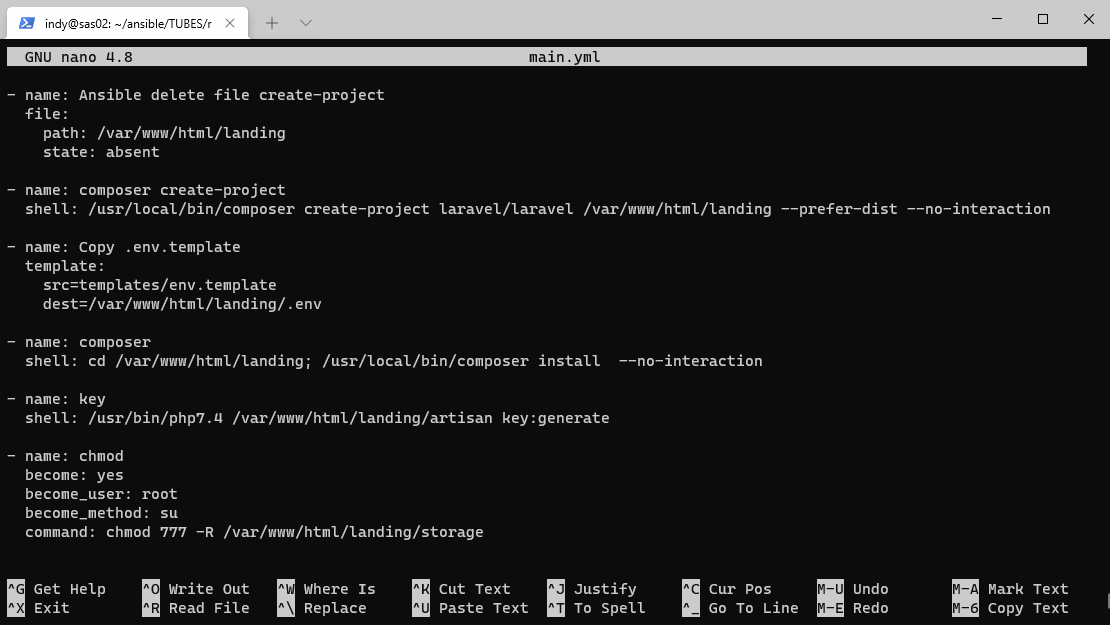 indy@sas02: ~/ansible/TUBES/r
GNU nano 4.8 main.yml
- name: Ansible delete file create-project
  file:
    path: /var/www/html/landing
    state: absent
- name: composer create-project
  shell: /usr/local/bin/composer create-project laravel/laravel /var/www/html/landing --prefer-dist --no-interaction
- name: Copy .env.template
  template:
    src=templates/env.template
    dest=/var/www/html/landing/.env
- name: composer
  shell: cd /var/www/html/landing; /usr/local/bin/composer install  --no-interaction
- name: key
  shell: /usr/bin/php7.4 /var/www/html/landing/artisan key:generate
- name: chmod
  become: yes
  become_user: root
  become_method: su
  command: chmod 777 -R /var/www/html/landing/storage
^G Get Help ^O Write Out ^W Where Is ^K Cut Text ^J Justify ^C Cur Pos M-U Undo M-A Mark Text
^X Exit ^R Read File ^\ Replace ^U Paste Text ^T To Spell ^_ Go To Line M-E Redo M-6 Copy Text